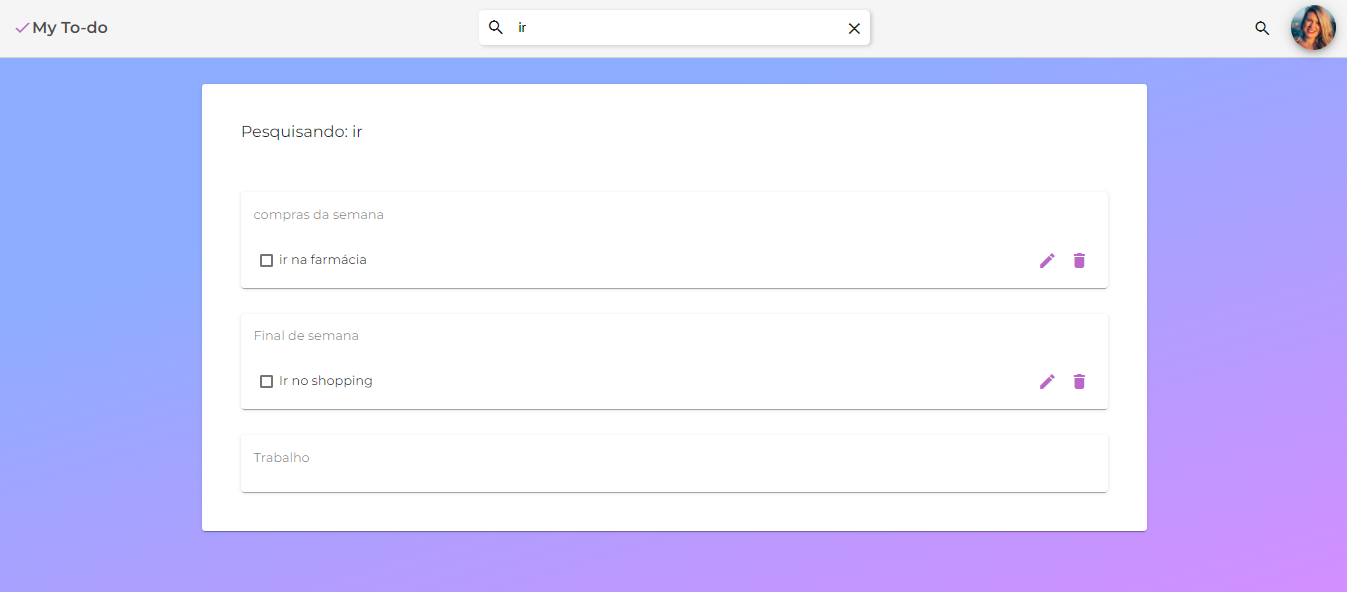 My To-do
ir
Pesquisando: ir
compras da semana
ir na farmácia
Final de semana
Ir no shopping
Trabalho